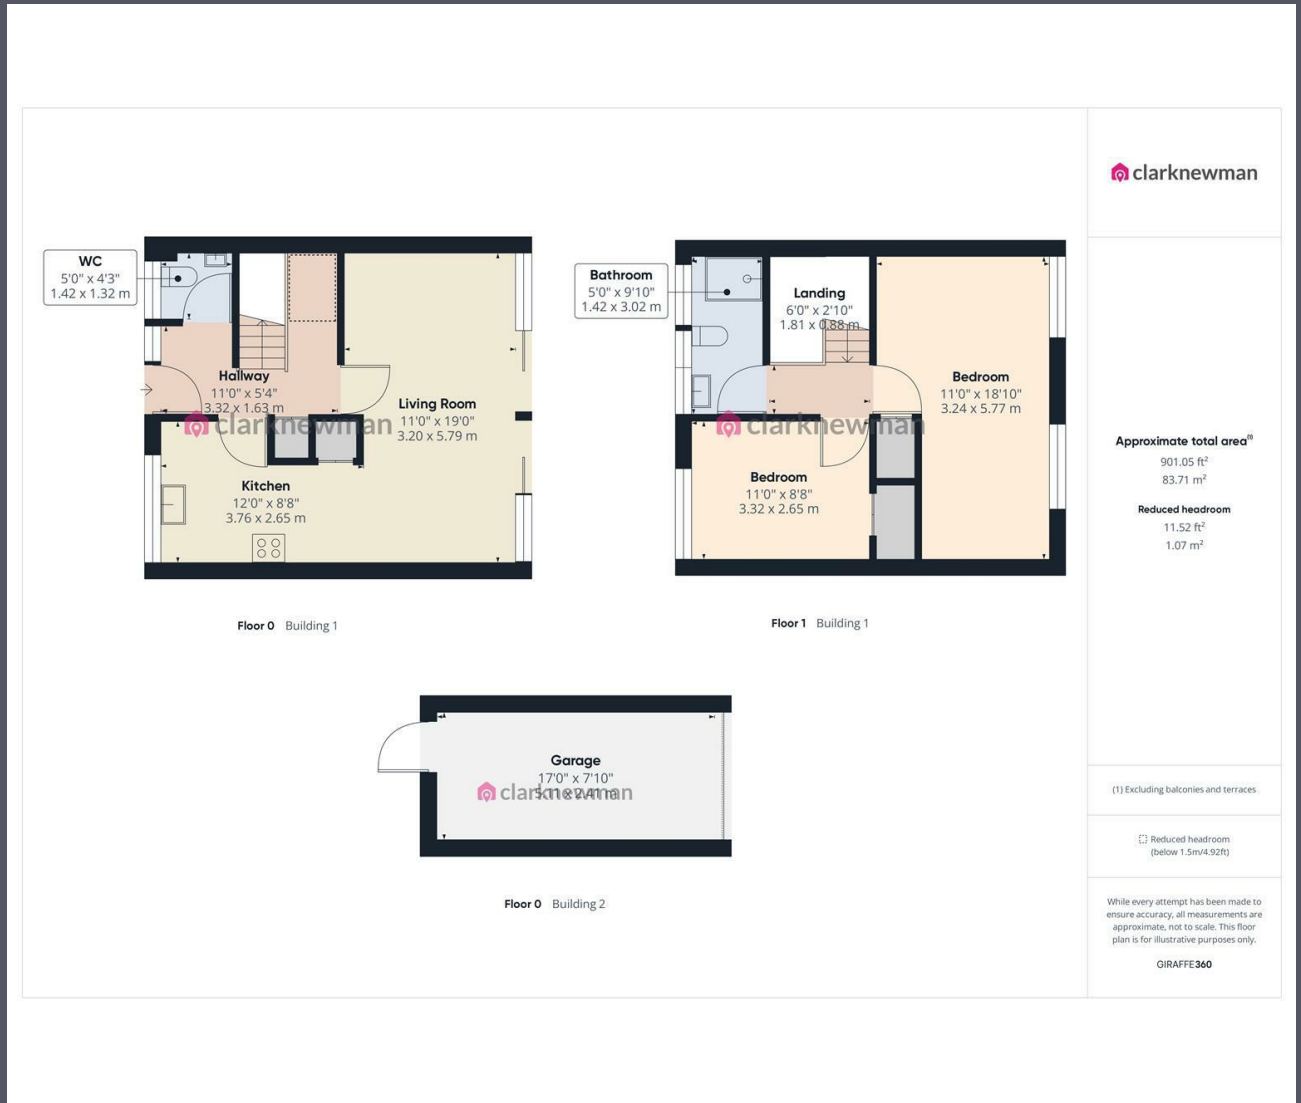 clarknewman
WC
5'0" x 4'3"
1.42 x 1.32 m
Hallway
11'0" x 5'4"
3.32 x 1.63 m
Living Room
11'0" x 19'0"
3.20 x 5.79 m
clarknewman
Kitchen
12'0" x 8'8"
3.76 x 2.65 m
Floor 0 Building 1
Bathroom
5'0" x 9'10"
1.42 x 3.02 m
Landing
6'0" x 2'10"
1.81 x 0.88 m
Bedroom
11'0" x 18'10"
3.24 x 5.77 m
clarknewman
Bedroom
11'0" x 8'8"
3.32 x 2.65 m
Floor 1 Building 1
Garage
17'0" x 7'10"
5.11 x 2.41 m
clarknewman
Floor 0 Building 2
Approximate total area(1)
901.05 ft²
83.71 m²
Reduced headroom
11.52 ft²
1.07 m²
(1) Excluding balconies and terraces
Reduced headroom
(below 1.5m/4.92ft)
While every attempt has been made to
ensure accuracy, all measurements are
approximate, not to scale. This floor
plan is for illustrative purposes only.
GIRAFFE360